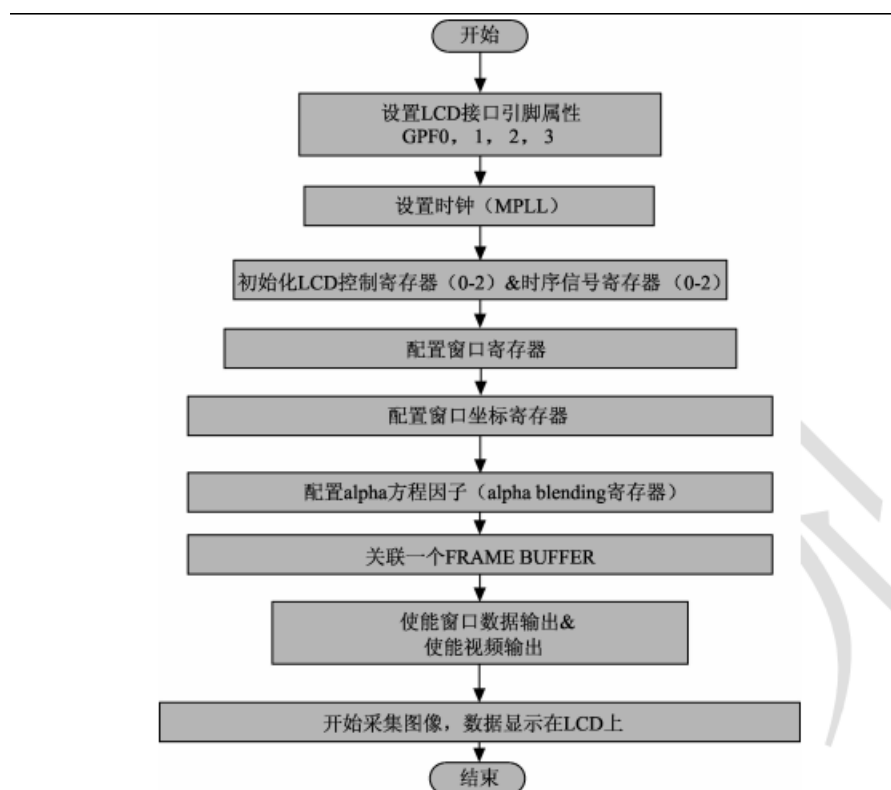 开始
设置LCD接口引脚属性
GPF0，1，2，3
设置时钟（MPLL）
初始化LCD控制寄存器（0-2）&时序信号寄存器（0-2）
配置窗口寄存器
配置窗口坐标寄存器
配置alpha方程因子（alpha blending寄存器）
关联一个FRAME BUFFER
使能窗口数据输出&
使能视频输出
开始采集图像，数据显示在LCD上
结束